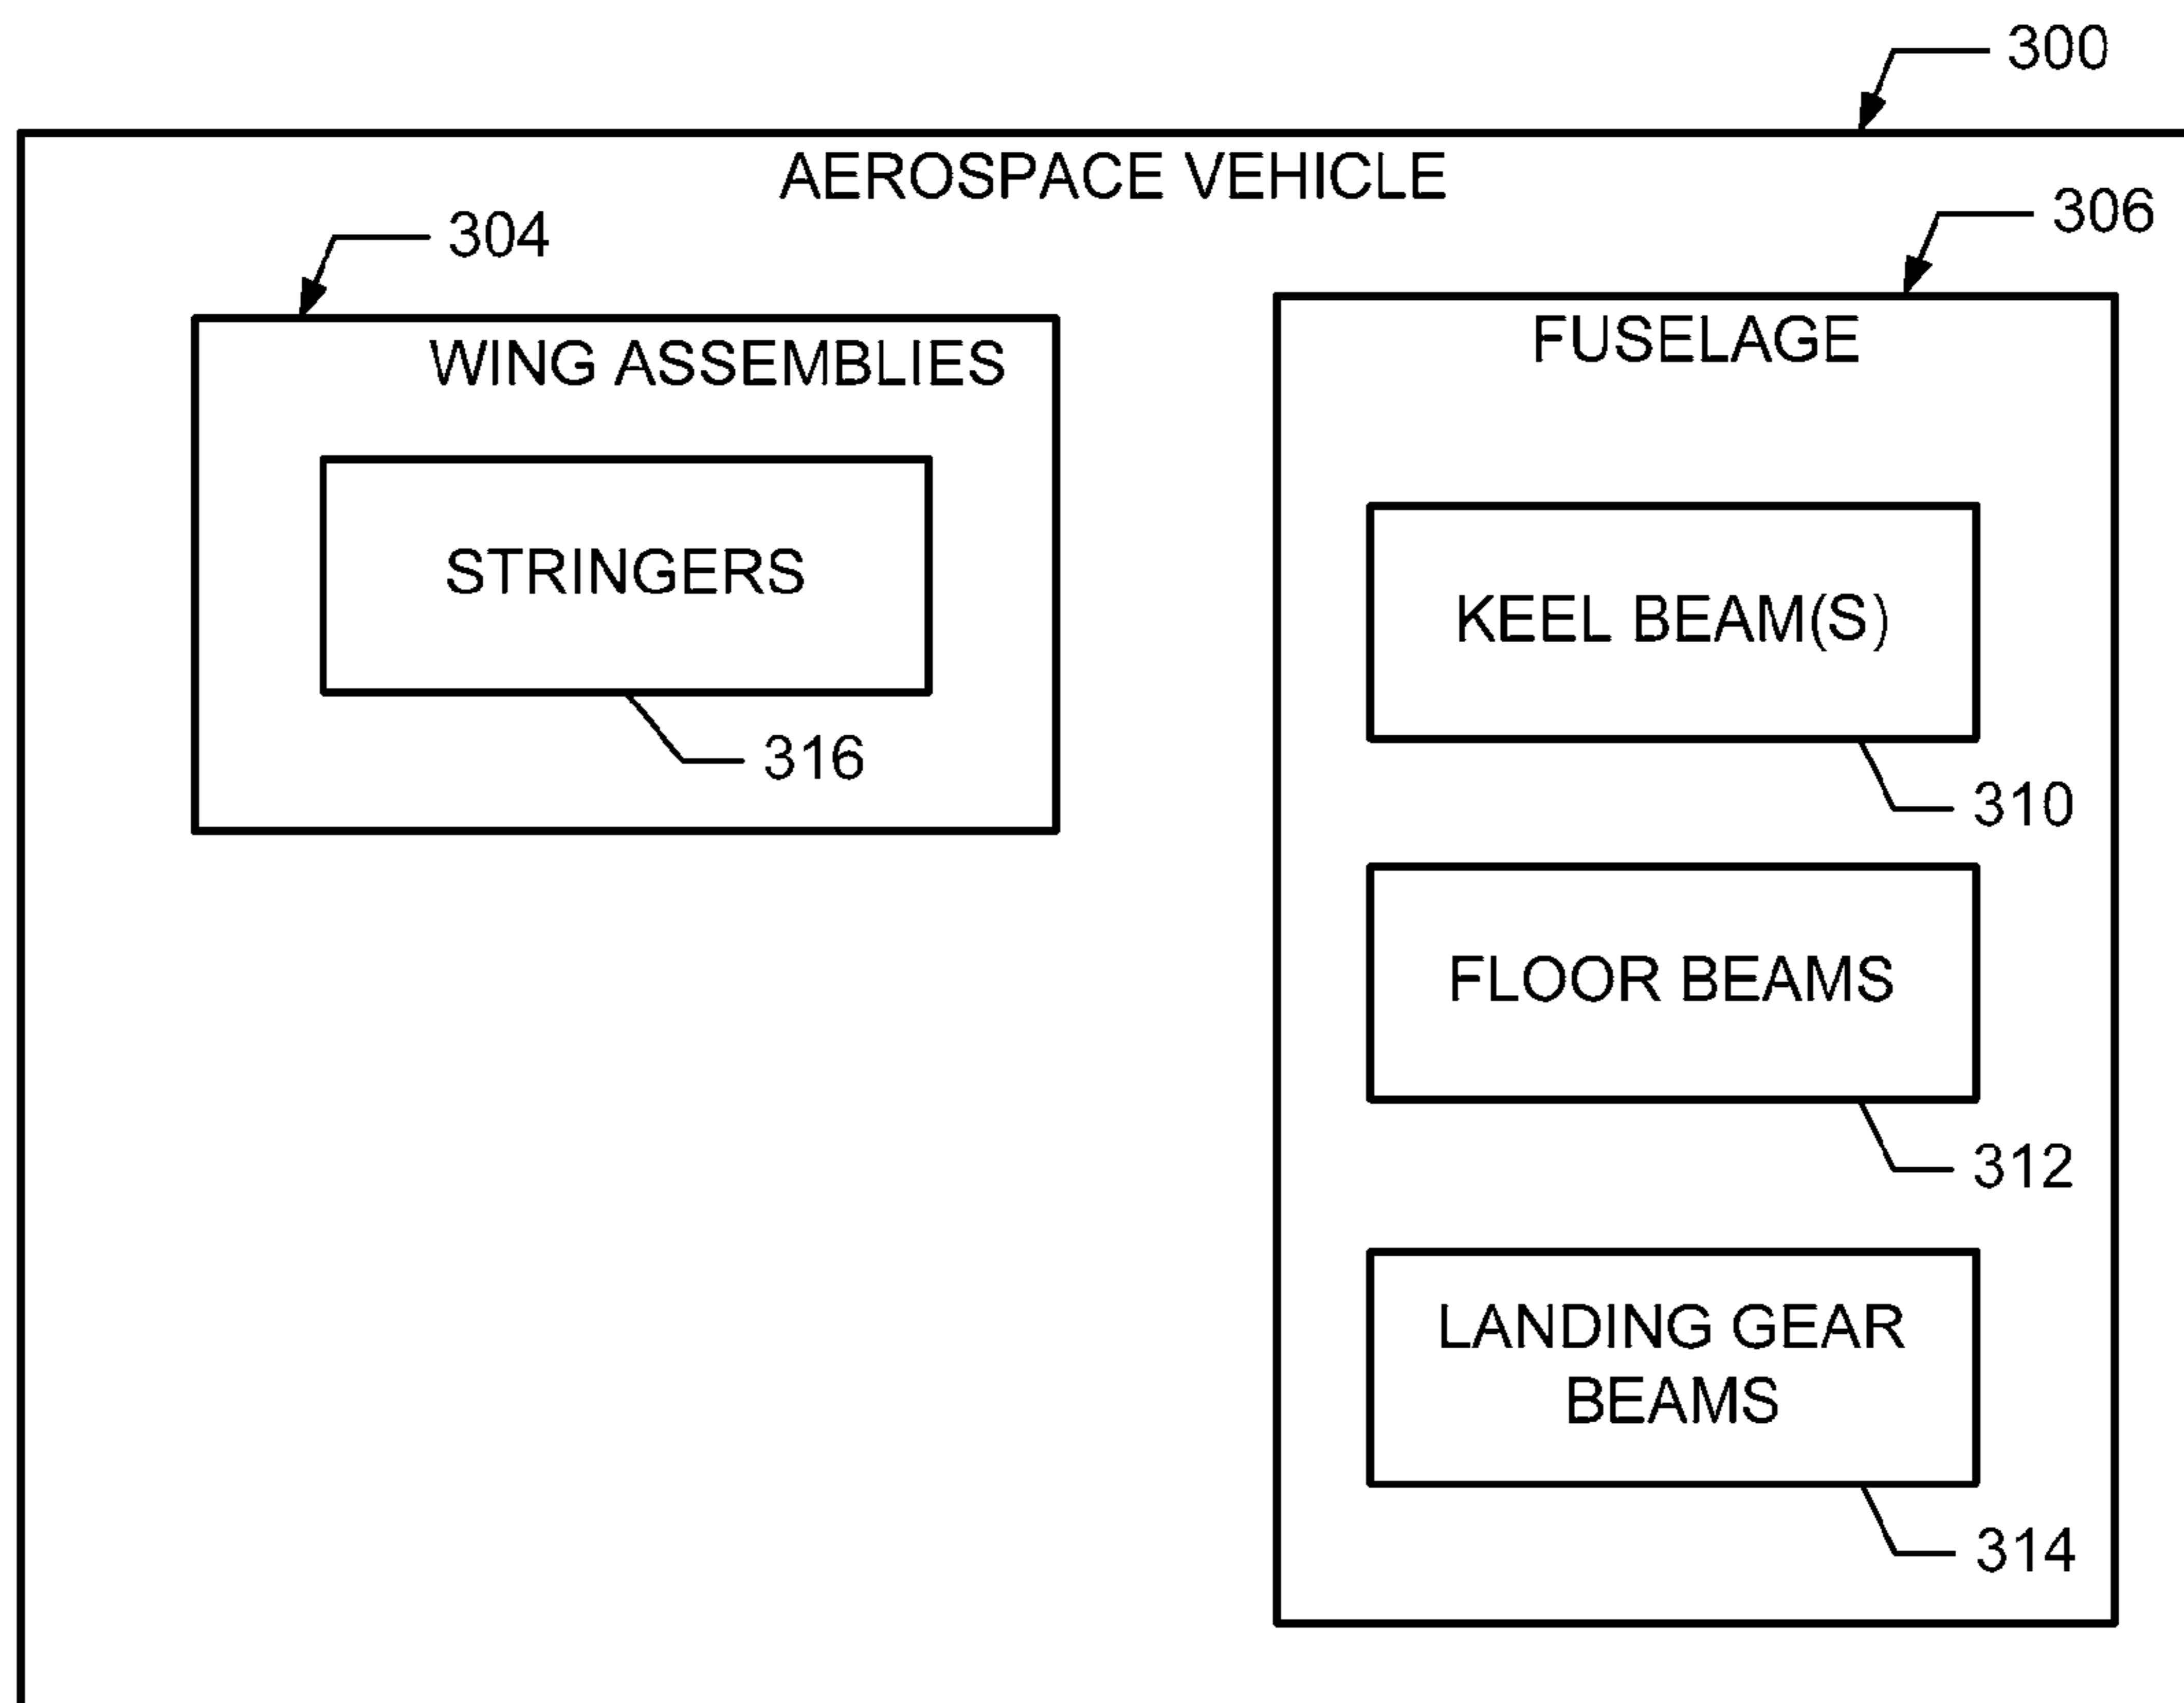 300
AEROSPACE VEHICLE
304
306
WING ASSEMBLIES
FUSELAGE
STRINGERS
316
KEEL BEAM(S)
310
FLOOR BEAMS
312
LANDING GEAR
BEAMS
314